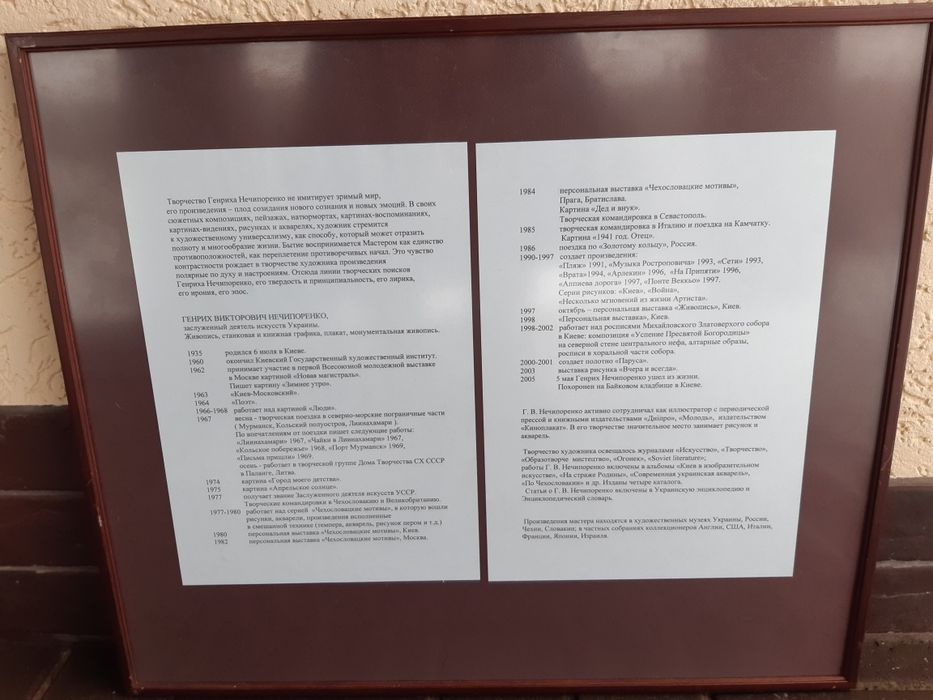 Творчество Генриха Нечипоренко не имитирует зримый мир,
его произведения – плод созидания нового сознания и новых эмоций. В своих
сюжетных композициях, пейзажах, натюрмортах, картинах-воспоминаниях,
картинах-видениях, рисунках и акварелях, художник стремится
к художественному универсализму, как способу, который может отразить
полноту и многообразие жизни. Бытие воспринимается Мастером как единство
противоположностей, как переплетение противоречивых начал. Это чувство
контрастности рождает в творчестве художника произведения
полярные по духу и настроениям. Отсюда линии творческих поисков
Генриха Нечипоренко, его твердость и принципиальность, его лирика,
его ирония, его эпос.
ГЕНРИХ ВИКТОРОВИЧ НЕЧИПОРЕНКО,
заслуженный деятель искусств Украины.
Живопись, станковая и книжная графика, плакат, монументальная живопись.
1935 родился 6 июля в Киеве.
1960 окончил Киевский Государственный художественный институт.
1962 принимает участие в первой Всесоюзной молодежной выставке
в Москве картиной «Новая магистраль».
Пишет картину «Зимнее утро».
1963 «Киев-Московский».
1964 «Поэт».
1966-1968 работает над картиной «Люди».
1967 весна - творческая поездка в северно-морские пограничные части
( Мурманск, Кольский полуостров, Лиинахамари ).
По впечатлениям от поездки пишет следующие работы:
«Лиинахамари» 1967, «Чайки в Лиинахамари» 1967,
«Кольское побережье» 1968, «Порт Мурманск» 1969,
«Письма пришли» 1969.
осень - работает в творческой группе Дома Творчества СХ СССР
в Паланге, Литва.
1974 картина «Город моего детства».
1975 картина «Апрельское солнце».
1977 получает звание Заслуженного деятеля искусств УССР.
Творческие командировки в Чехословакию и Великобританию.
1977-1980 работает над серией «Чехословацкие мотивы», в которую вошли
рисунки, акварели, произведения исполненные
в смешанной технике (темпера, акварель, рисунок пером и т.д.)
1980 персональная выставка «Чехословацкие мотивы», Киев.
1982 персональная выставка «Чехословацкие мотивы», Москва.
1984 персональная выставка «Чехословацкие мотивы»,
Прага, Братислава.
Картина «Дед и внук».
Творческая командировка в Севастополь.
1985 творческая командировка в Италию и поездка на Камчатку.
Картина «1941 год. Отец».
1986 поездка по «Золотому кольцу», Россия.
1990-1997 создает произведения:
«Пляж» 1991, «Музыка Ростроповича» 1993, «Сети» 1993,
«Врата»1994, «Арлекин» 1996, «На Припяти» 1996,
«Аппиева дорога» 1997, «Понте Веккьо» 1997.
Серии рисунков: «Киев», «Война»,
«Несколько мгновений из жизни Артиста».
1997 октябрь – персональная выставка «Живопись», Киев.
1998 «Персональная выставка», Киев.
1998-2002 работает над росписями Михайловского Златоверхого собора
в Киеве: композиция «Успение Пресвятой Богородицы»
на северной стене центрального нефа, алтарные образы,
росписи в хоральной части собора.
2000-2001 создает полотно «Паруса».
2003 выставка рисунка «Вчера и всегда».
2005 5 мая Генрих Нечипоренко ушел из жизни.
Похоронен на Байковом кладбище в Киеве.
Г. В. Нечипоренко активно сотрудничал как иллюстратор с периодической
прессой и книжными издательствами «Дніпро», «Молодь», издательством
«Киноплакат». В его творчестве значительное место занимает рисунок и
акварель.
Творчество художника освещалось журналами «Искусство», «Творчество»,
«Образотворче мистецтво», «Огонек», «Soviet literature»;
работы Г. В. Нечипоренко включены в альбомы «Киев в изобразительном
искусстве», «На страже Родины», «Современная украинская акварель»,
«По Чехословакии» и др. Изданы четыре каталога.
Статьи о Г. В. Нечипоренко включены в Украинскую энциклопедию и
Энциклопедический словарь.
Произведения мастера находятся в художественных музеях Украины, России,
Чехии, Словакии; в частных собраниях коллекционеров Англии, США, Италии,
Франции, Японии, Израиля.